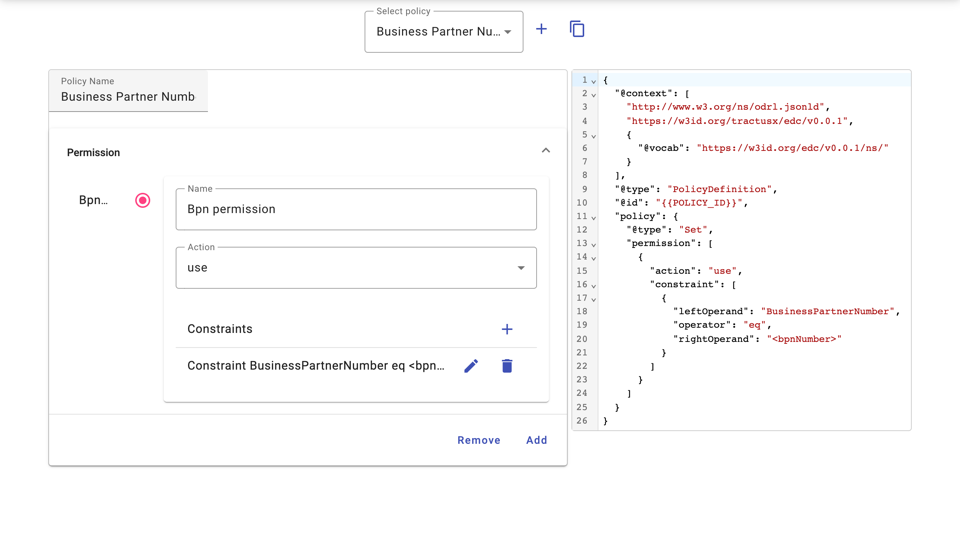 Select policy
Business Partner Nu...
Policy Name
Business Partner Numb
Permission
Bpn...
Name
Bpn permission
Action
use
Constraints
Constraint BusinessPartnerNumber eq <bpn...
Remove
Add
1 {
2 "@context": [
3 "http://www.w3.org/ns/odrl.jsonld",
4 "https://w3id.org/tractusx/edc/v0.0.1",
5 {
6 "@vocab": "https://w3id.org/edc/v0.0.1/ns/"
7 }
8 ],
9 "@type": "PolicyDefinition",
10 "@id": "{{POLICY_ID}}",
11 "policy": {
12 "@type": "Set",
13 "permission": [
14 {
15 "action": "use",
16 "constraint": [
17 {
18 "leftOperand": "BusinessPartnerNumber",
19 "operator": "eq",
20 "rightOperand": "<bpnNumber>"
21 }
22 ]
23 }
24 ]
25 }
26 }